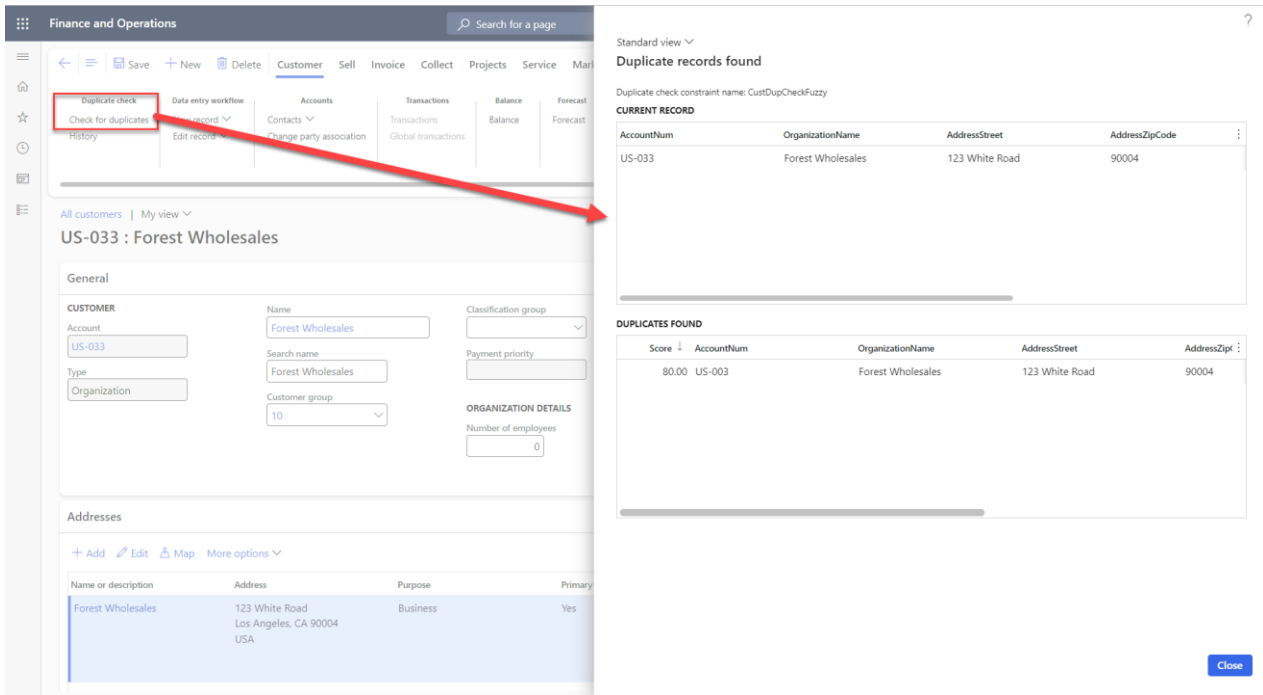 Finance and Operations
Search for a page
Save
New
Delete
Customer
Sell
Invoice
Collect
Projects
Service
Duplicate check
Data entry workflow
Accounts
Transactions
Balance
Forecast
Check for duplicates
record
Contacts
Transactions
Balance
Forecast
History
Edit record
Change party association
Global transactions
All customers | My view
US-033 : Forest Wholesales
General
CUSTOMER
Account
US-033
Type
Organization
Name
Forest Wholesales
Search name
Forest Wholesales
Customer group
10
Classification group
Payment priority
ORGANIZATION DETAILS
Number of employees
0
Addresses
Add
Edit
Map
More options
Name or description
Address
Purpose
Primary
Forest Wholesales
123 White Road
Business
Yes
Los Angeles, CA 90004
USA
?
Standard view
Duplicate records found
Duplicate check constraint name: CustDupCheckFuzzy
CURRENT RECORD
AccountNum
OrganizationName
AddressStreet
AddressZipCode
US-033
Forest Wholesales
123 White Road
90004
DUPLICATES FOUND
Score
AccountNum
OrganizationName
AddressStreet
AddressZip(
80.00
US-003
Forest Wholesales
123 White Road
90004
Close